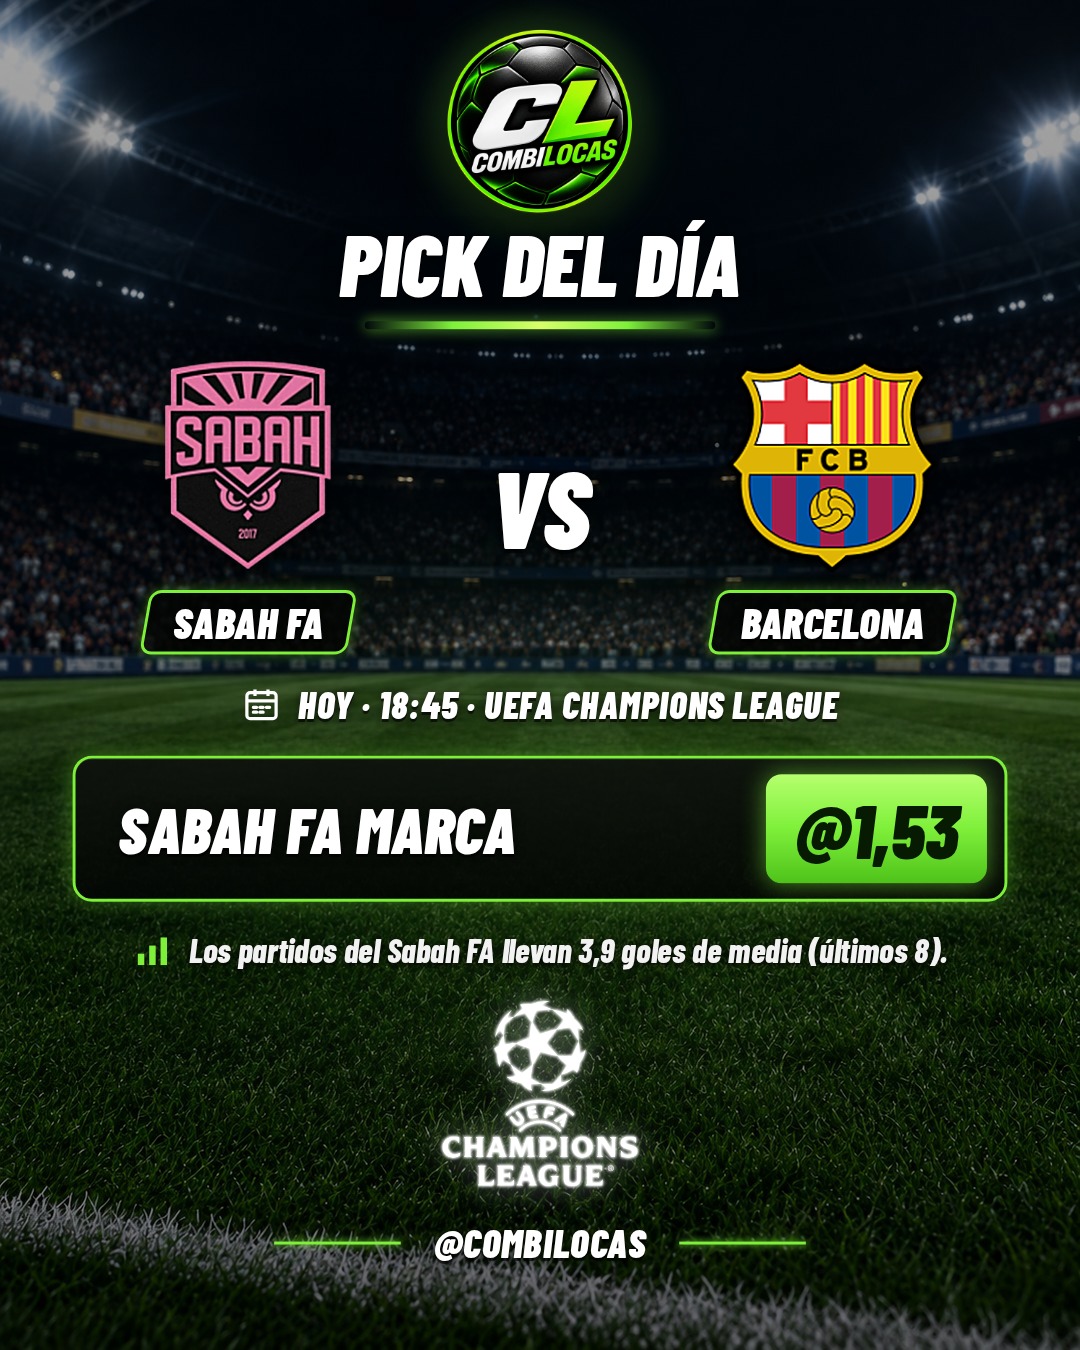 CL
COMBILOCAS
PICK DEL DÍA
SABAH
2017
FCB
VS
SABAH FA
BARCELONA
HOY · 18:45 · UEFA CHAMPIONS LEAGUE
SABAH FA MARCA
@1,53
Los partidos del Sabah FA llevan 3,9 goles de media (últimos 8).
UEFA
CHAMPIONS
LEAGUE®
@COMBILOCAS